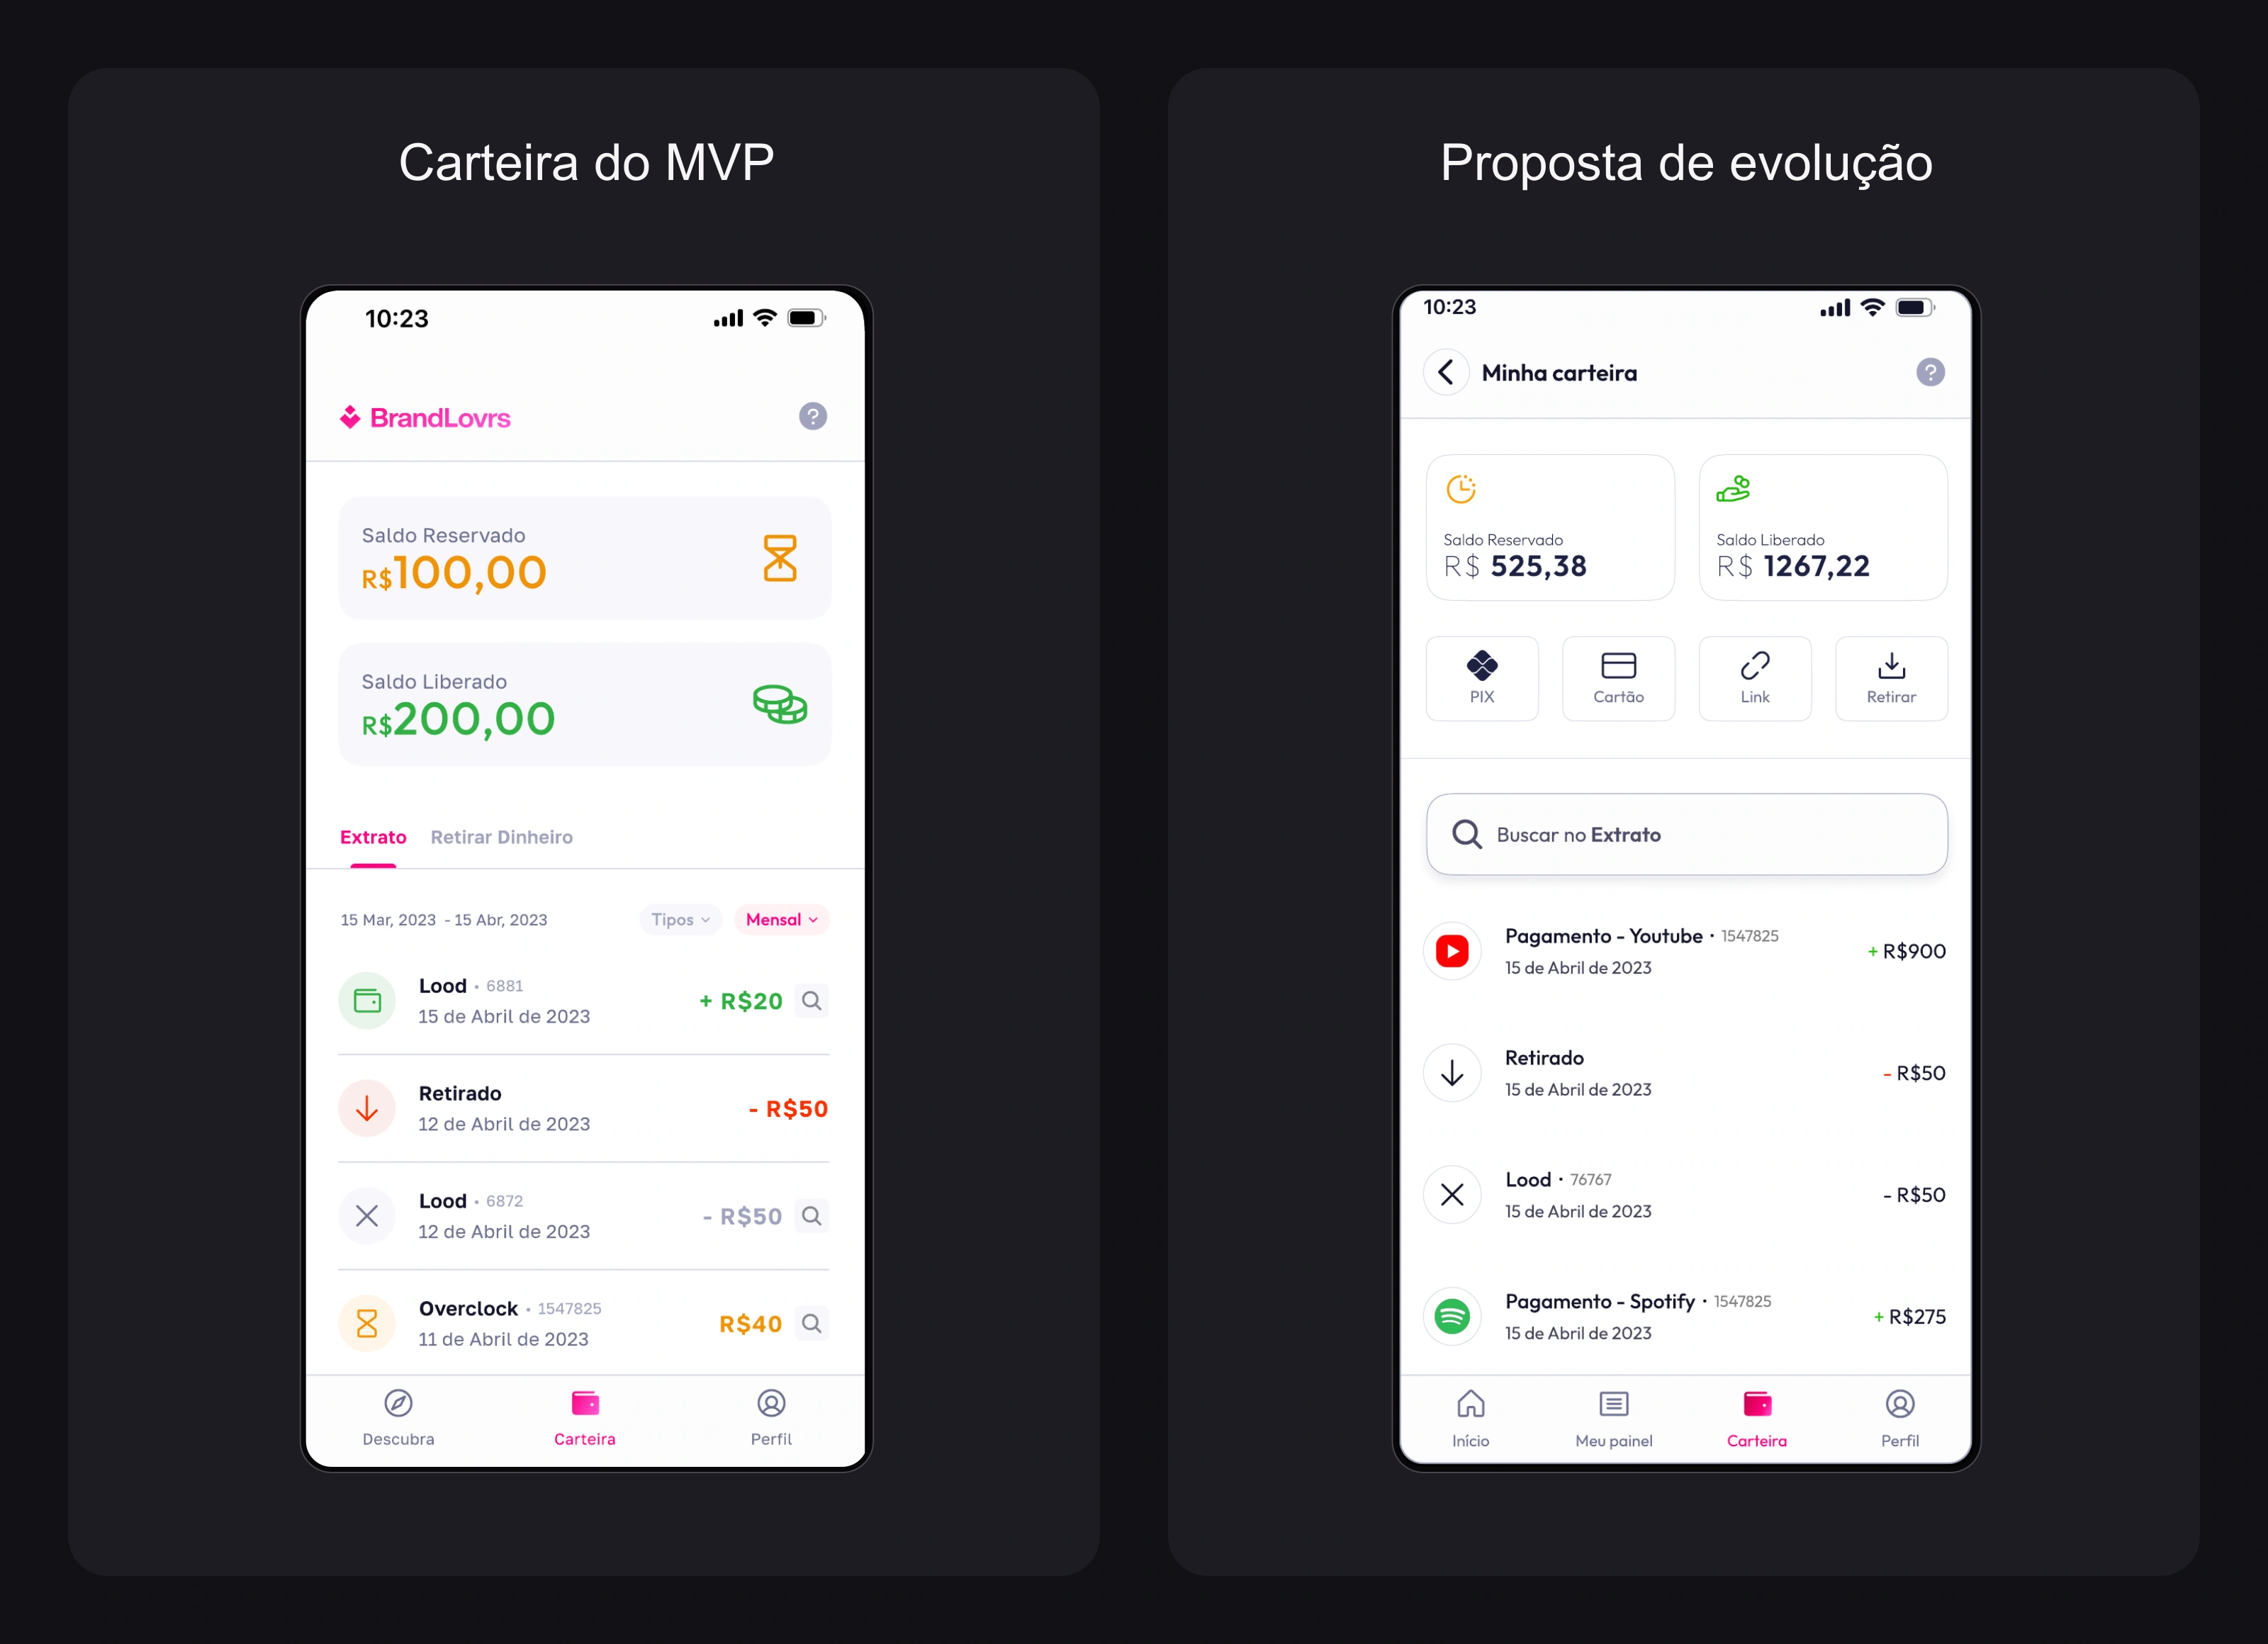 Carteira do MVP
10:23
BrandLovrs
?
Saldo Reservado
R$100,00
Saldo Liberado
R$200,00
Extrato Retirar Dinheiro
15 Mar, 2023 - 15 Abr, 2023 Tipos Mensal
Lood • 6881
15 de Abril de 2023
+ R$20
Retirado
12 de Abril de 2023
- R$50
Lood • 6872
12 de Abril de 2023
- R$50
Overclock • 1547825
11 de Abril de 2023
R$40
Descubra Carteira Perfil
Proposta de evolução
10:23
Minha carteira
?
Saldo Reservado
R$ 525,38
Saldo Liberado
R$ 1267,22
PIX Cartão Link Retirar
Buscar no Extrato
Pagamento - Youtube • 1547825
15 de Abril de 2023
+ R$900
Retirado
15 de Abril de 2023
- R$50
Lood • 76767
15 de Abril de 2023
- R$50
Pagamento - Spotify • 1547825
15 de Abril de 2023
+ R$275
Início Meu painel Carteira Perfil